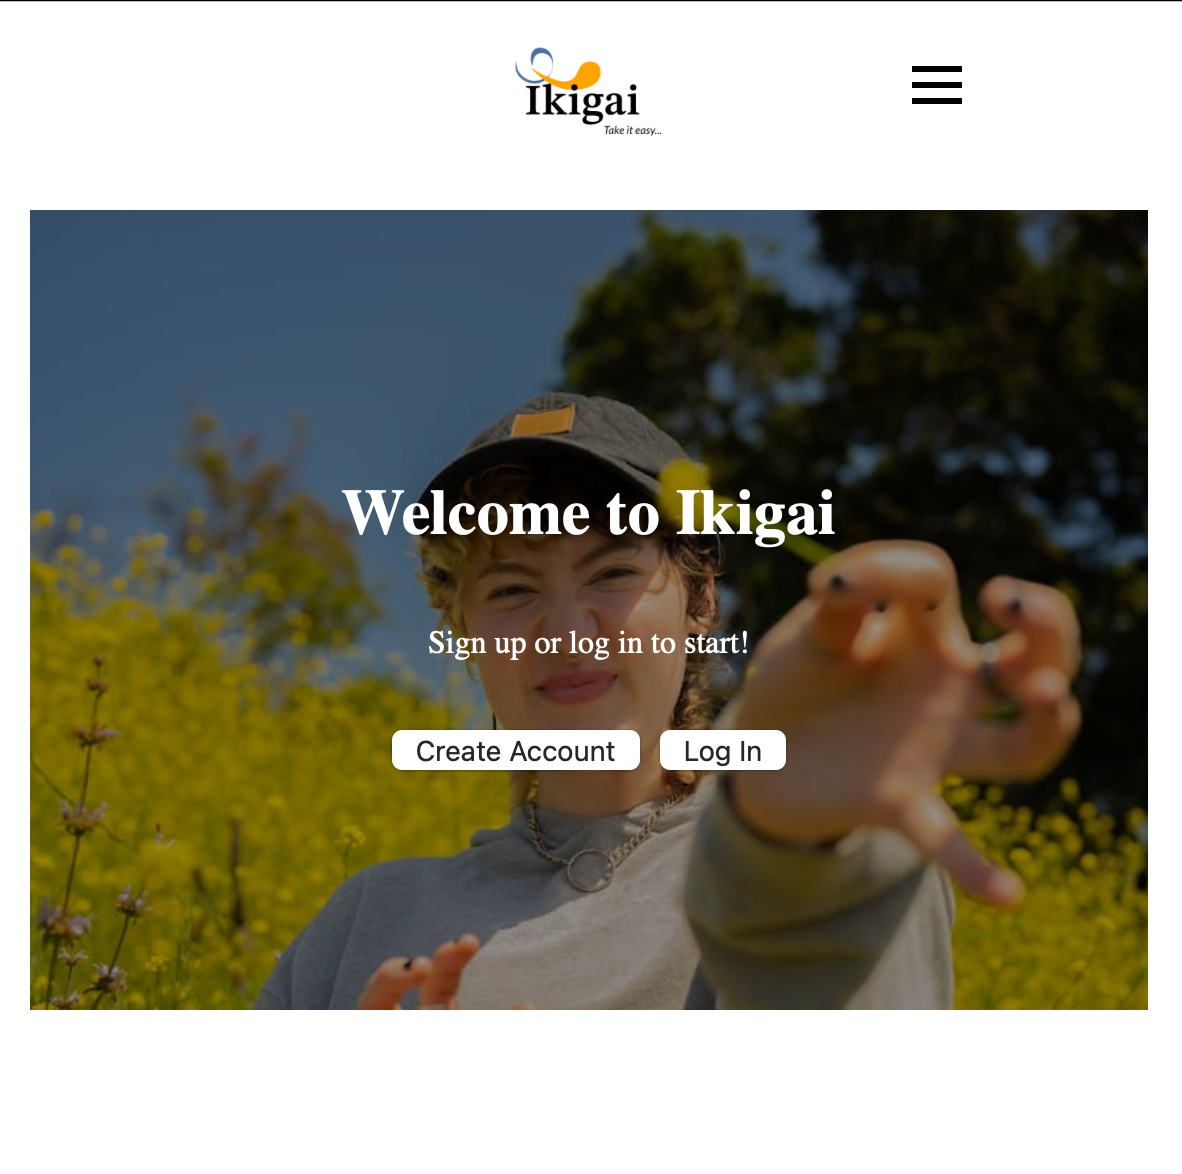 Ikigai
Take it easy...
Welcome to Ikigai
Sign up or log in to start!
Create Account
Log In